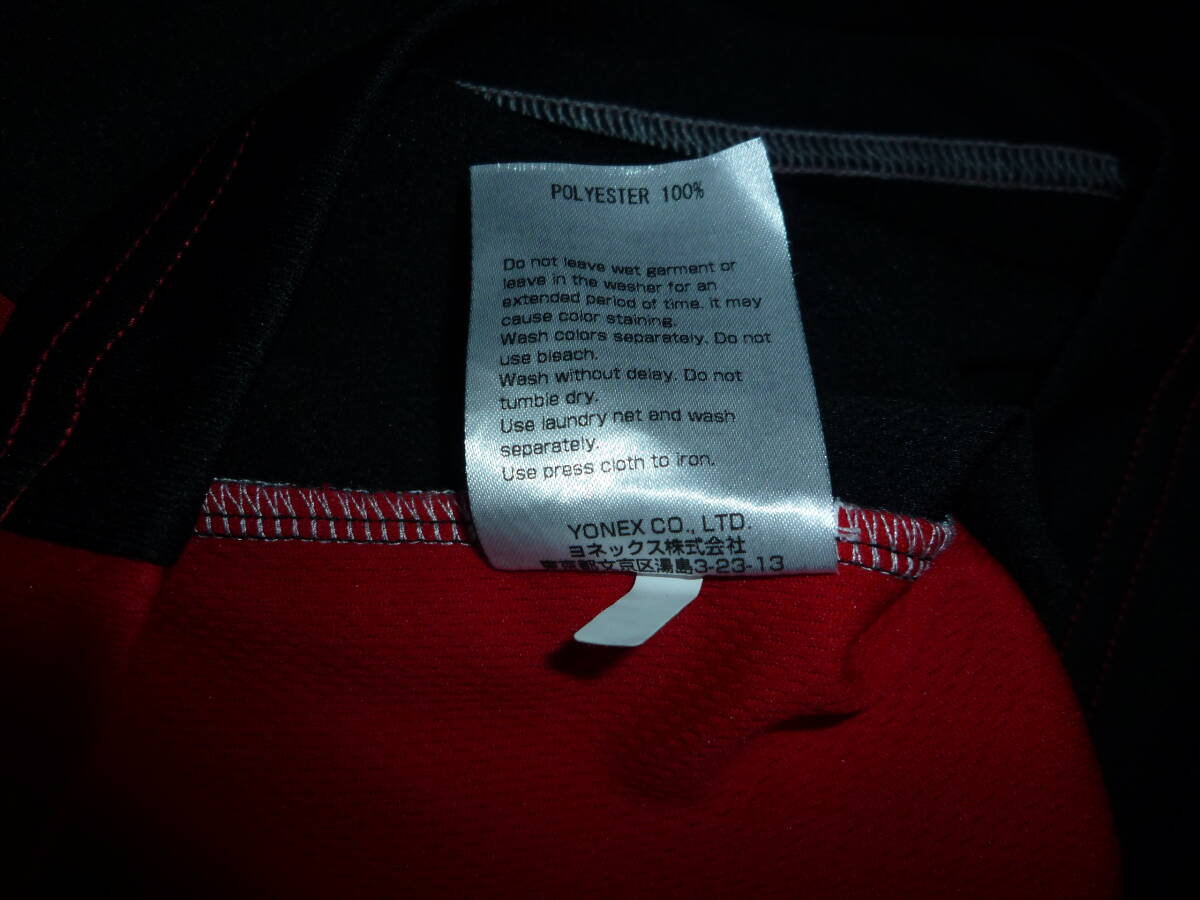 POLYESTER 100%
Do not leave wet garment or
leave in the washer for an
extended period of time. it may
cause color staining.
Wash colors separately. Do not
use bleach.
Wash without delay. Do not
tumble dry.
Use laundry net and wash
separately.
Use press cloth to iron.
YONEX CO., LTD.
ヨネックス株式会社
東京都文京区湯島3-23-13